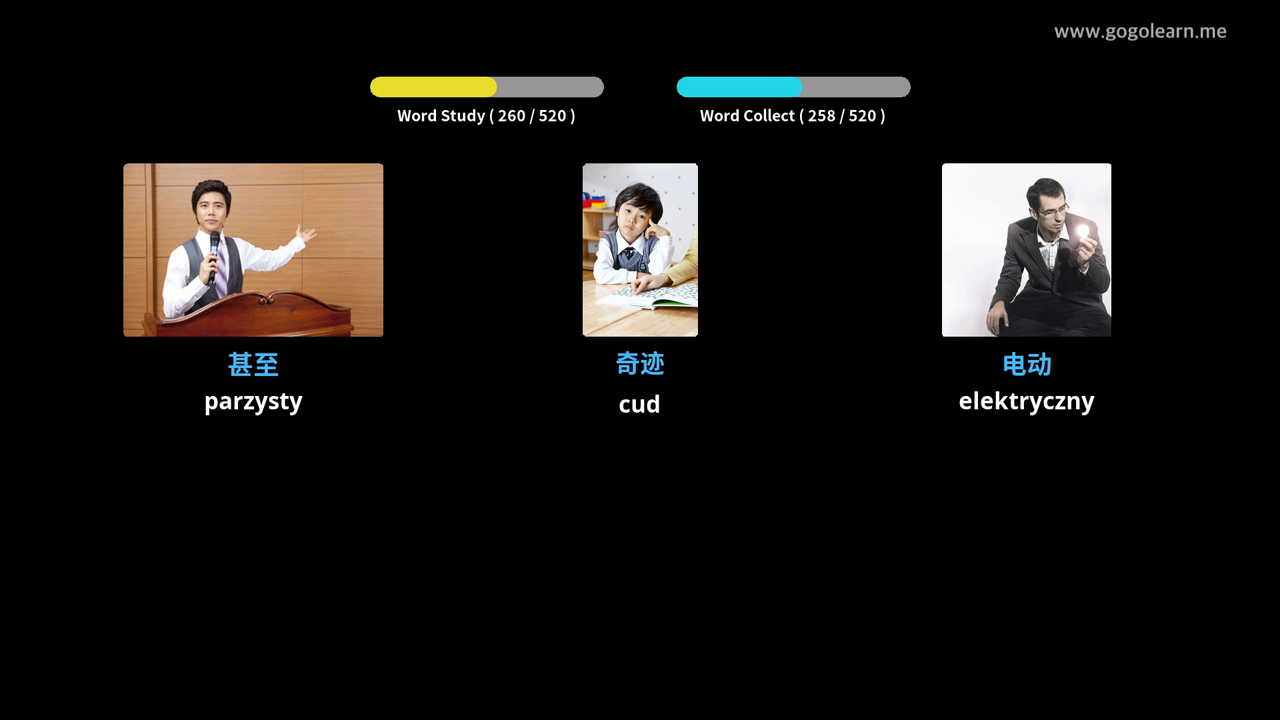 www.gogolearn.me
Word Study ( 260 / 520 )
Word Collect ( 258 / 520 )
甚至
parzysty
奇迹
cud
电动
elektryczny